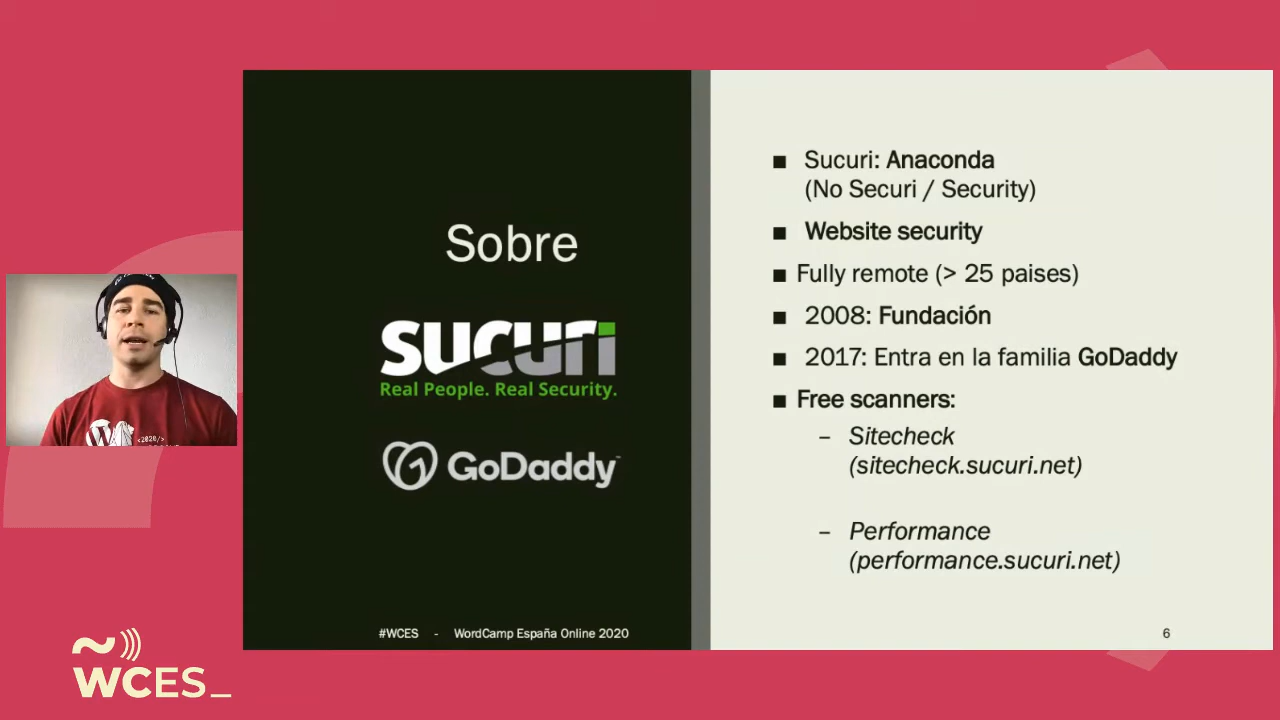 Sobre
sucuri
Real People. Real Security.
GoDaddy
#WCES - WordCamp España Online 2020
■ Sucuri: Anaconda
(No Securi / Security)
■ Website security
■ Fully remote (> 25 paises)
■ 2008: Fundación
■ 2017: Entra en la familia GoDaddy
■ Free scanners:
– Sitecheck
(sitecheck.sucuri.net)
– Performance
(performance.sucuri.net)
6
<2020/>
WCES_